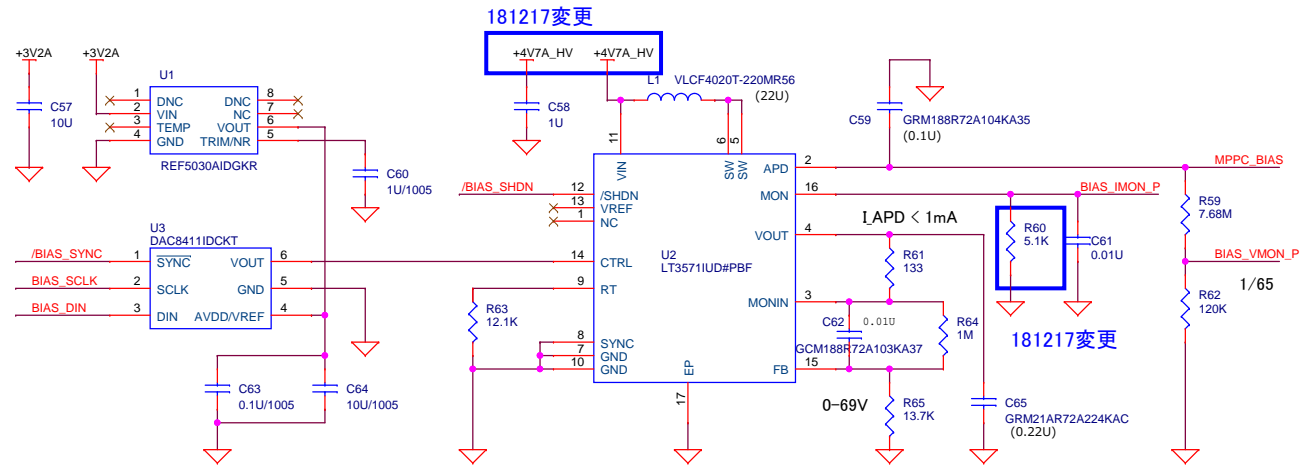 181217変更
+3V2A
+3V2A
+4V7A_HV
+4V7A_HV
U1
C57
10U
1
2
3
4
DNC
VIN
TEMP
GND
DNC
NC
VOUT
TRIM/NR
8
7
6
5
REF5030AIDGKR
C58
1U
L1
VLCF4020T-220MR56
(22U)
C59
GRM188R72A104KA35
(0.1U)
C60
1U/1005
11
6
5
VIN
SW
SW
APD
2
MPPC_BIAS
/BIAS_SHDN
12
/SHDN
13
VREF
1
NC
MON
16
BIAS_IMON_P
R59
7.68M
I_APD < 1mA
R60
5.1K
C61
0.01U
U3
DAC8411IDCKT
/BIAS_SYNC
1
SYNC
VOUT
6
14
CTRL
U2
LT3571IUD#PBF
VOUT
4
R61
133
BIAS_VMON_P
1/65
BIAS_SCLK
2
SCLK
GND
5
9
RT
BIAS_DIN
3
DIN
AVDD/VREF
4
R63
12.1K
MONIN
3
C62
0.01U
GCM188R72A103KA37
R64
1M
R62
120K
181217変更
8
SYNC
7
GND
10
GND
EP
17
FB
15
C63
0.1U/1005
C64
10U/1005
0-69V
R65
13.7K
C65
GRM21AR72A224KAC
(0.22U)